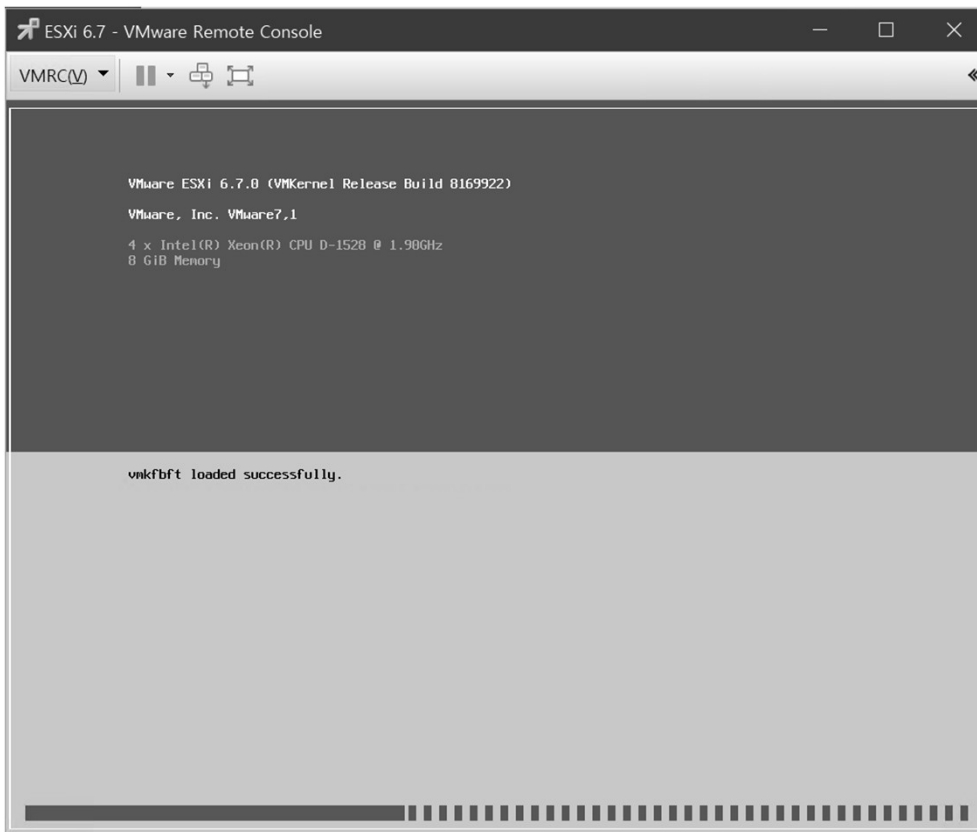 ESXi 6.7 - VMware Remote Console
VMRC(V)
VMware ESXi 6.7.0 (VMKernel Release Build 8169922)
VMware, Inc. VMware7,1
4 x Intel(R) Xeon(R) CPU D-1528 @ 1.90GHz
8 GiB Memory
vmkfbft loaded successfully.